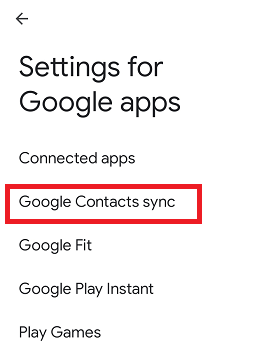 Settings for
Google apps
Connected apps
Google Contacts sync
Google Fit
Google Play Instant
Play Games